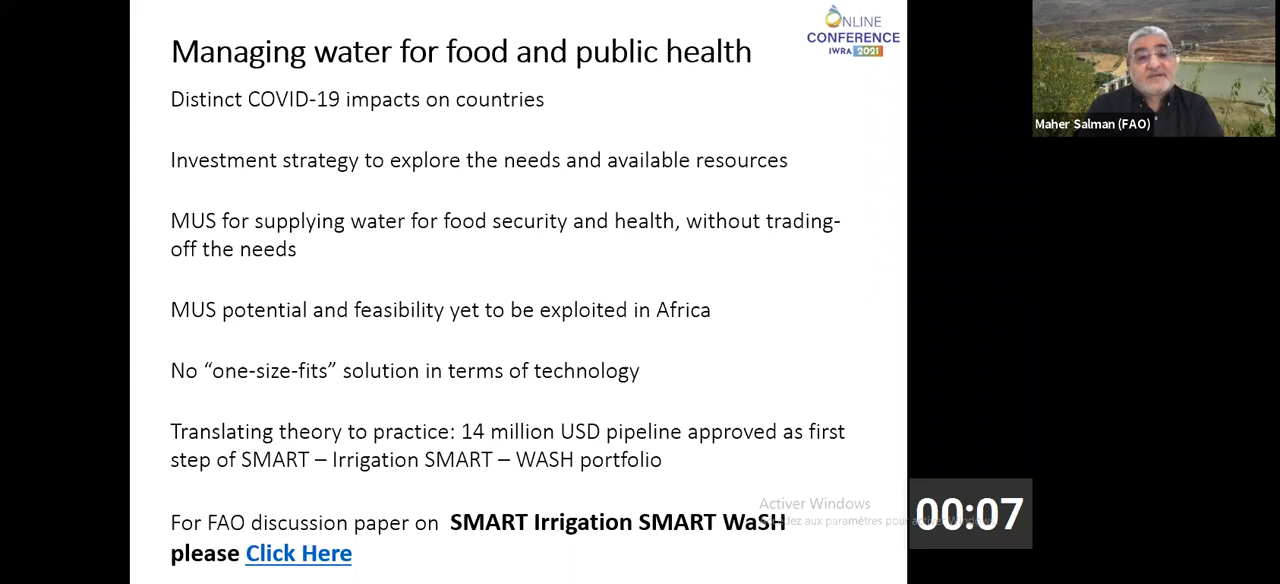 Managing water for food and public health
ONLINE
CONFERENCE
IWRA 2021
Distinct COVID-19 impacts on countries
Investment strategy to explore the needs and available resources
MUS for supplying water for food security and health, without trading-
off the needs
MUS potential and feasibility yet to be exploited in Africa
No “one-size-fits” solution in terms of technology
Translating theory to practice: 14 million USD pipeline approved as first
step of SMART – Irrigation SMART – WASH portfolio
For FAO discussion paper on SMART Irrigation SMART WaSH
please Click Here
Maher Salman (FAO)
Activer Windows
aux paramètres pour
00:07